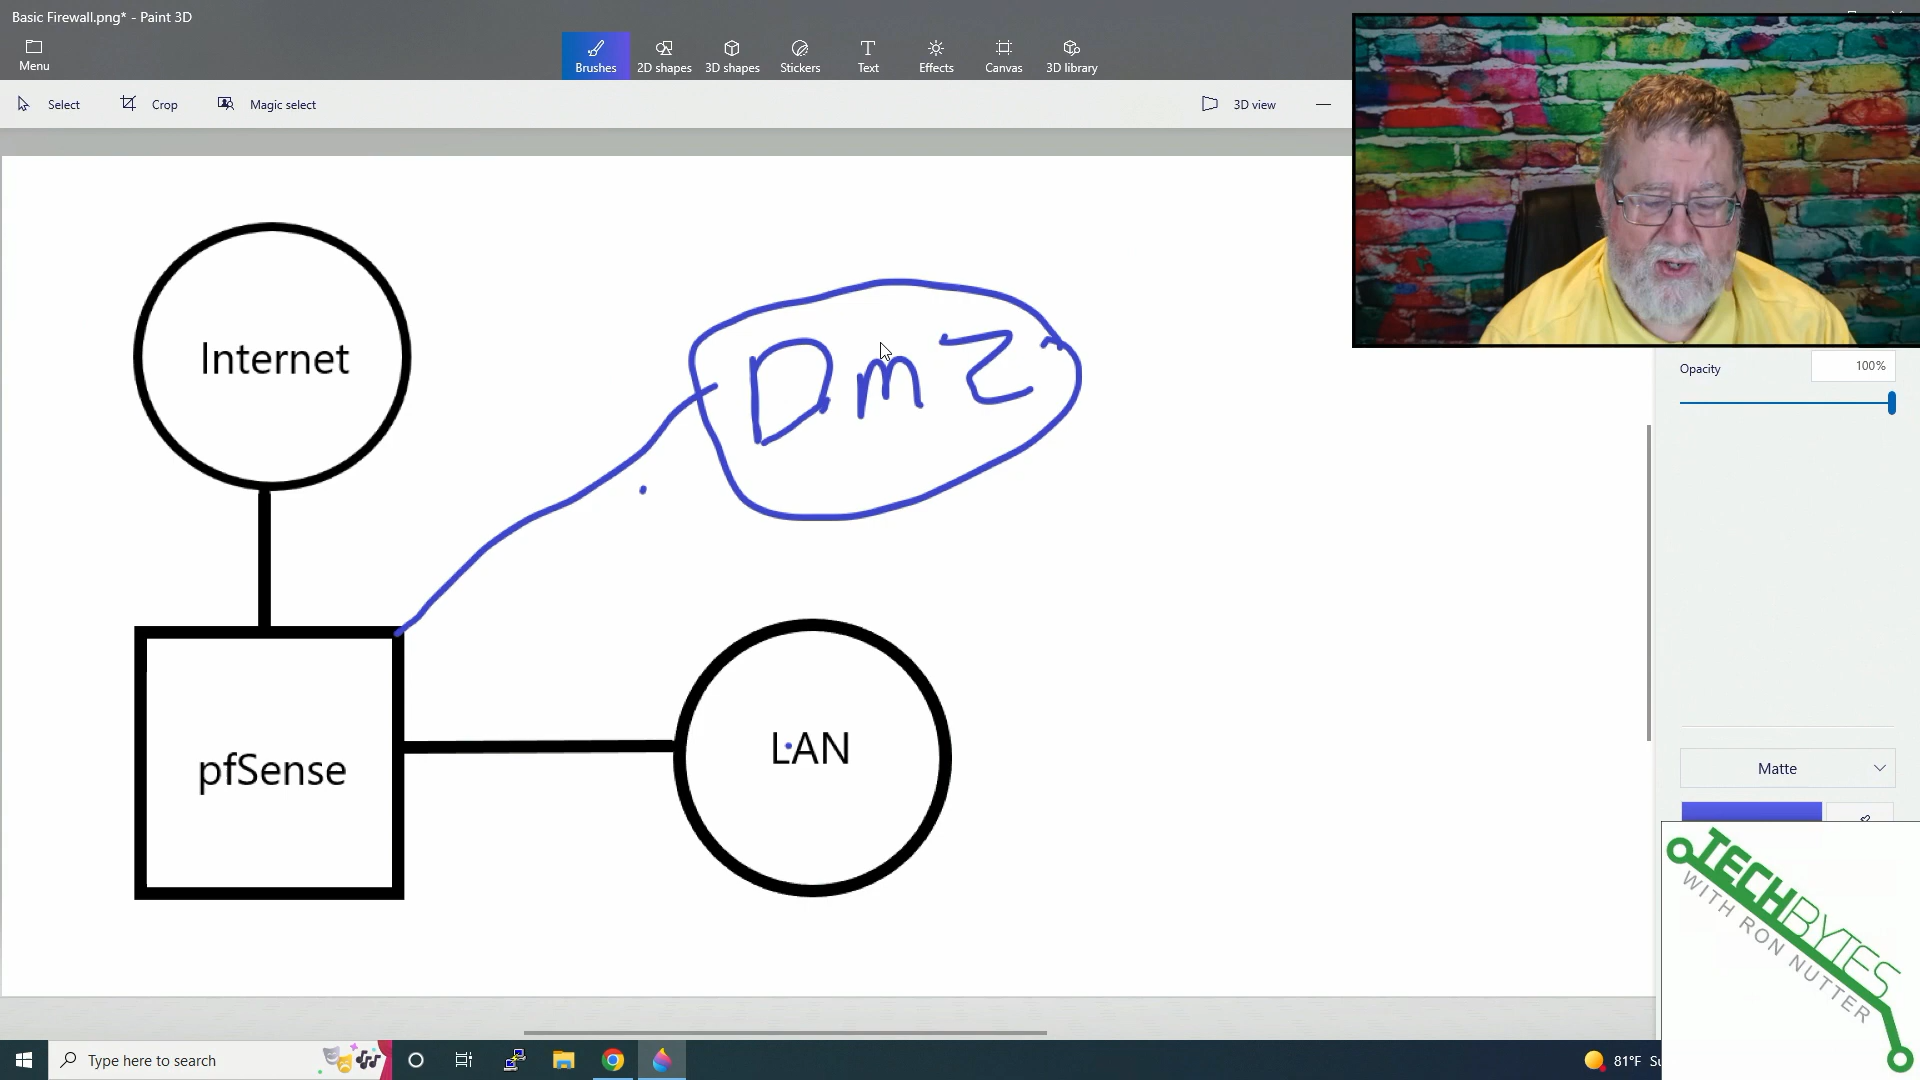 Basic Firewall.png* - Paint 3D
Menu
Brushes
2D shapes
3D shapes
Stickers
Text
Effects
Canvas
3D library
Select
Crop
Magic select
3D view
Internet
DmZ
Opacity
100%
pfSense
LAN
Matte
TECHBYTES
WITH RON NUTTER
Type here to search
81°F